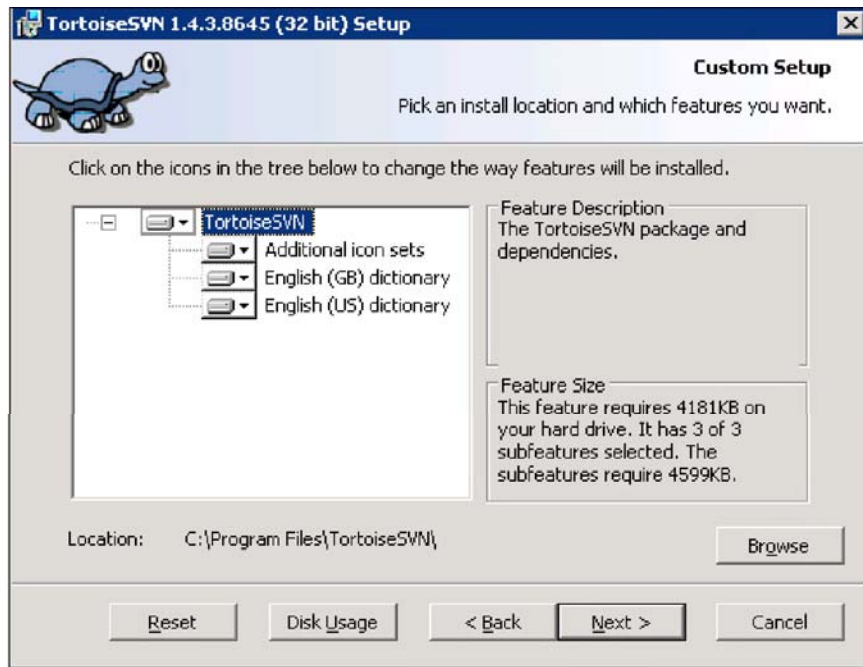 TortoiseSVN 1.4.3.8645 (32 bit) Setup
Custom Setup
Pick an install location and which features you want.
Click on the icons in the tree below to change the way features will be installed.
TortoiseSVN
Additional icon sets
English (GB) dictionary
English (US) dictionary
Feature Description
The TortoiseSVN package and
dependencies.
Feature Size
This feature requires 4181KB on
your hard drive. It has 3 of 3
subfeatures selected. The
subfeatures require 4599KB.
Location: C:\Program Files\TortoiseSVN\
Browse
Reset
Disk Usage
< Back
Next >
Cancel